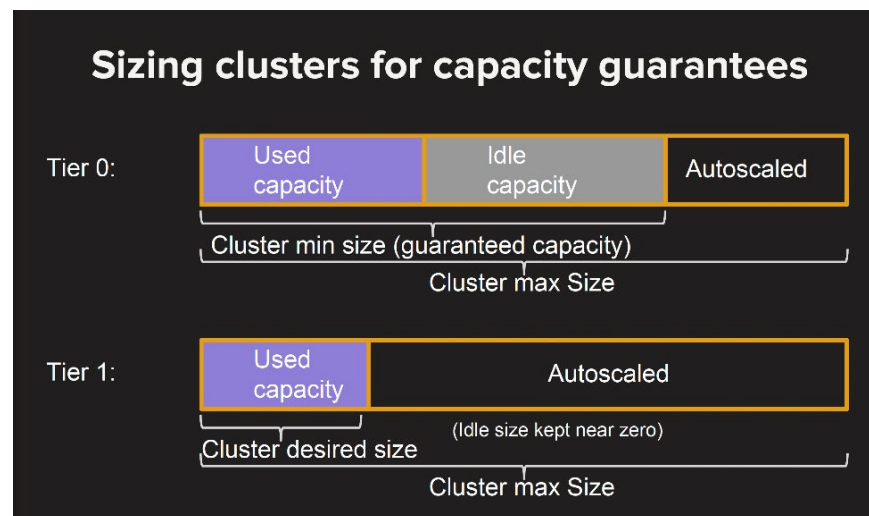 Sizing clusters for capacity guarantees
Tier 0:
Used
capacity
Idle
capacity
Autoscaled
Cluster min size (guaranteed capacity)
Cluster max Size
Tier 1:
Used
capacity
Autoscaled
(Idle size kept near zero)
Cluster desired size
Cluster max Size